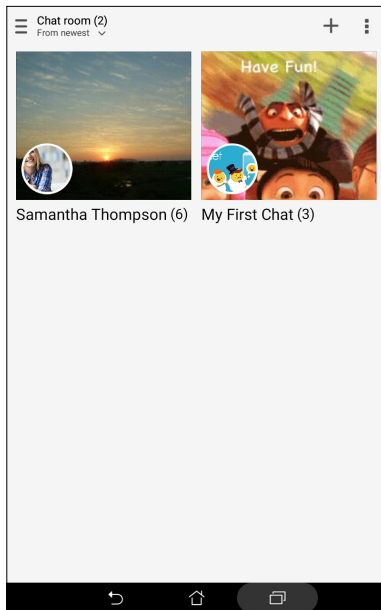 Chat room (2)
From newest
Have Fun!
Samantha Thompson (6)
My First Chat (3)